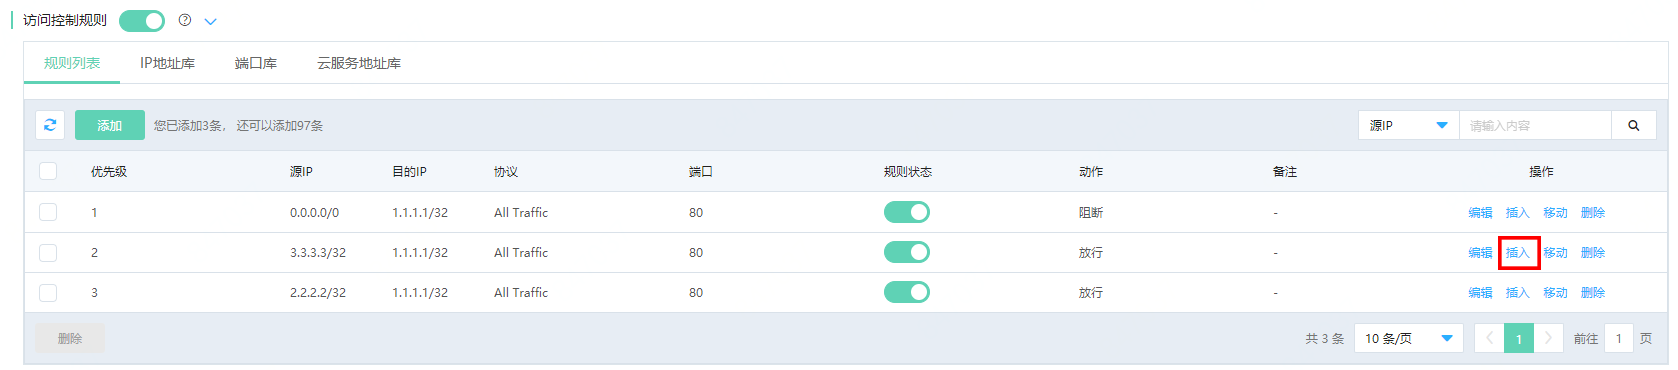 访问控制规则
规则列表 IP地址库 端口库 云服务地址库
添加 您已添加3条， 还可以添加97条 源IP 请输入内容
优先级 源IP 目的IP 协议 端口 规则状态 动作 备注 操作
1 0.0.0.0/0 1.1.1.1/32 All Traffic 80 阻断 - 编辑 插入 移动 删除
2 3.3.3.3/32 1.1.1.1/32 All Traffic 80 放行 - 编辑 插入 移动 删除
3 2.2.2.2/32 1.1.1.1/32 All Traffic 80 放行 - 编辑 插入 移动 删除
删除 共 3 条 10 条/页 1 前往 1 页